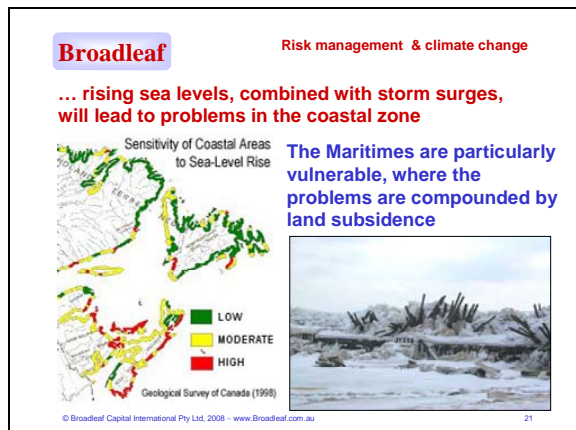 Broadleaf
Risk management & climate change
… rising sea levels, combined with storm surges,
will lead to problems in the coastal zone
Sensitivity of Coastal Areas
to Sea-Level Rise
The Maritimes are particularly
vulnerable, where the
problems are compounded by
land subsidence
LOW
MODERATE
HIGH
Geological Survey of Canada (1998)
© Broadleaf Capital International Pty Ltd, 2008 – www.Broadleaf.com.au
21